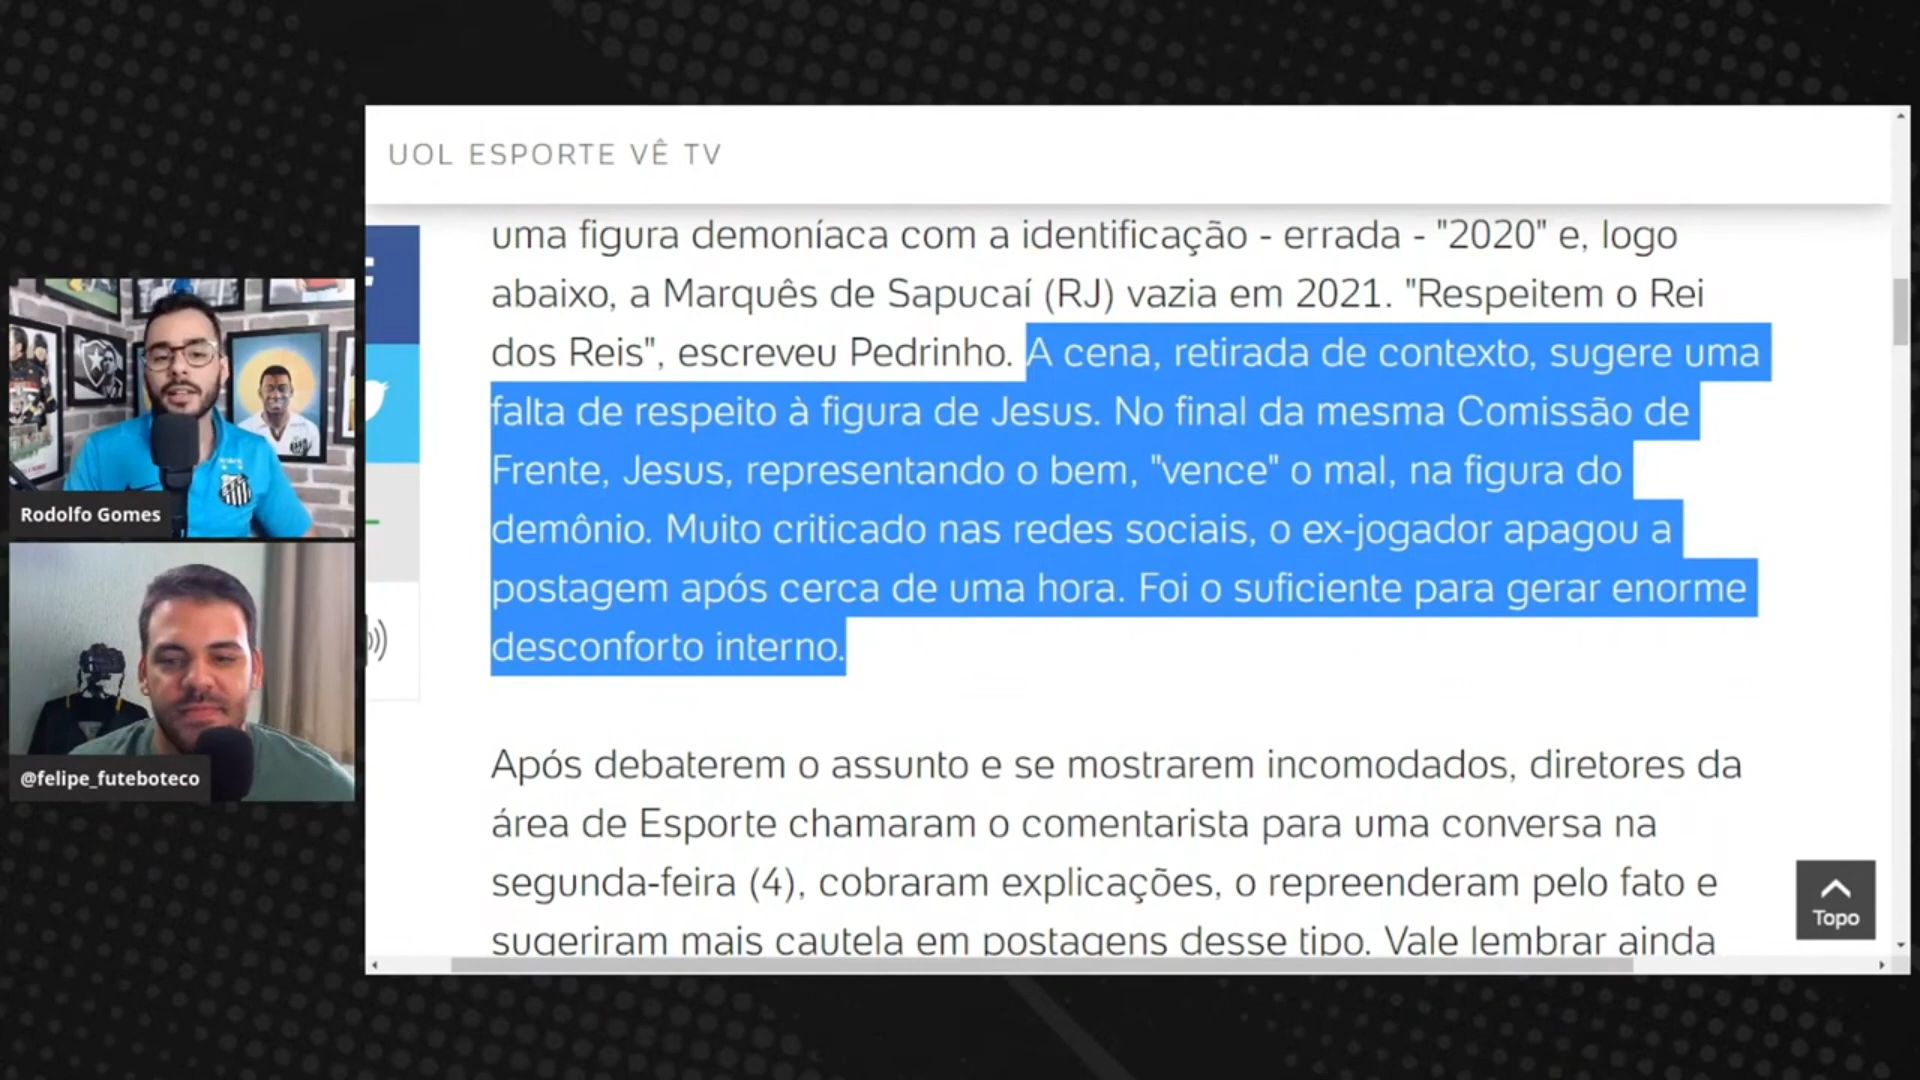 UOL ESPORTE VÊ TV
uma figura demoníaca com a identificação - errada - "2020" e, logo
abaixo, a Marquês de Sapucaí (RJ) vazia em 2021. "Respeitem o Rei
dos Reis", escreveu Pedrinho. A cena, retirada de contexto, sugere uma
falta de respeito à figura de Jesus. No final da mesma Comissão de
Frente, Jesus, representando o bem, "vence" o mal, na figura do
demônio. Muito criticado nas redes sociais, o ex-jogador apagou a
postagem após cerca de uma hora. Foi o suficiente para gerar enorme
desconforto interno.
Após debaterem o assunto e se mostrarem incomodados, diretores da
área de Esporte chamaram o comentarista para uma conversa na
segunda-feira (4), cobraram explicações, o repreenderam pelo fato e
sugeriram mais cautela em postagens desse tipo. Vale lembrar ainda
Topo
Rodolfo Gomes
@felipe_futeboteco